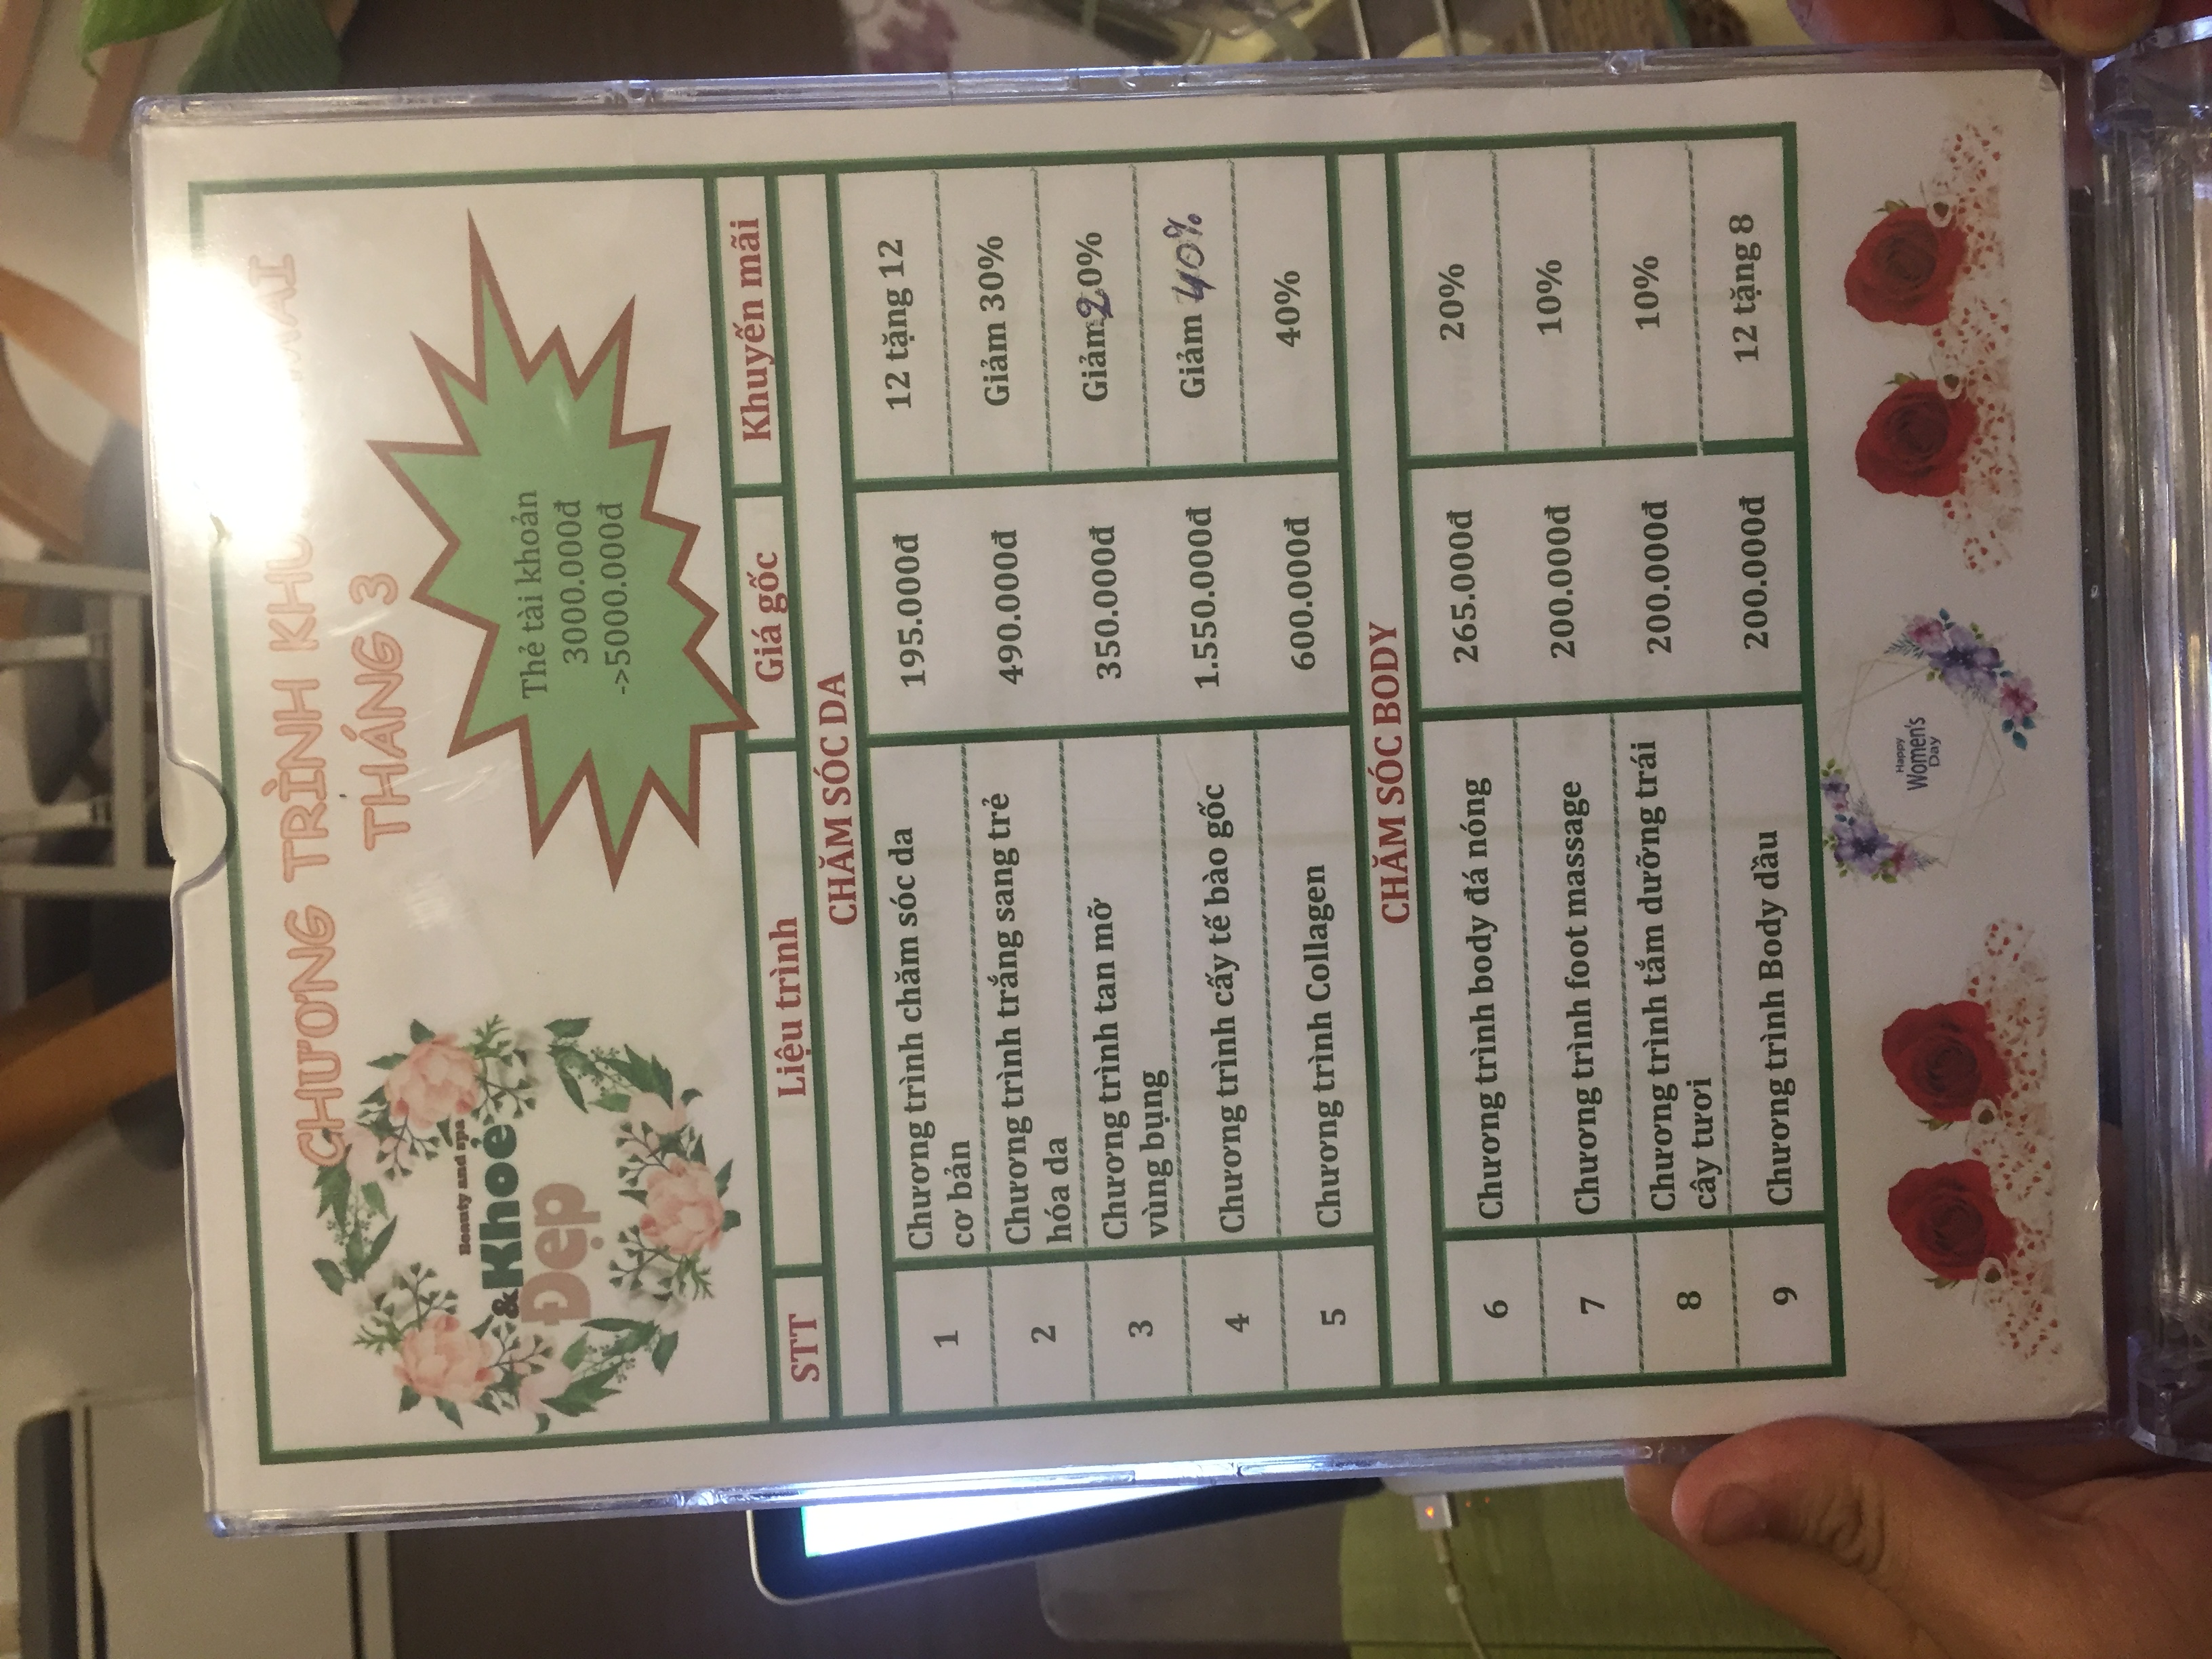 CHƯƠNG TRÌNH
THÁNG 3
Beauty and spa
&Khoẻ
Đẹp
Thẻ tài khoản
3000.000đ
->5000.000đ
STT Liệu trình Giá gốc Khuyến mãi
CHĂM SÓC DA
1 Chương trình chăm sóc da 195.000đ 12 tặng 12
cơ bản
2 Chương trình trắng sang trẻ 490.000đ Giảm 30%
hóa da
3 Chương trình tan mỡ 350.000đ Giảm 20%
vùng bụng
4 Chương trình cấy tế bào gốc 1.550.000đ Giảm 40%
5 Chương trình Collagen 600.000đ 40%
CHĂM SÓC BODY
6 Chương trình body đá nóng 265.000đ 20%
7 Chương trình foot massage 200.000đ 10%
8 Chương trình tắm dưỡng trái 200.000đ 10%
cây tươi
9 Chương trình Body dầu 200.000đ 12 tặng 8
Happy
Women's
Day